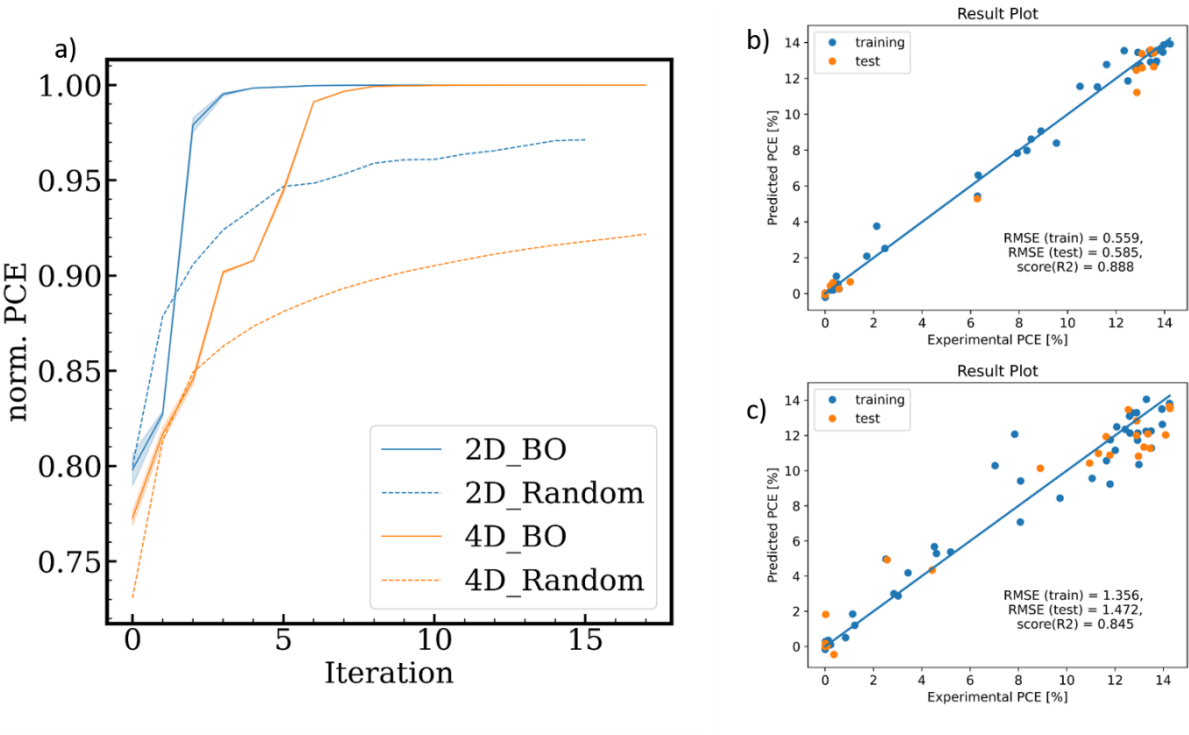 a)
norm. PCE
1.00
0.95
0.90
0.85
0.80
0.75
0
5
10
15
Iteration
2D_BO
2D_Random
4D_BO
4D_Random
b)
Result Plot
training
test
Predicted PCE [%]
14
12
10
8
6
4
2
0
RMSE (train) = 0.559,
RMSE (test) = 0.585,
score(R2) = 0.888
0
2
4
6
8
10
12
14
Experimental PCE [%]
c)
Result Plot
training
test
Predicted PCE [%]
14
12
10
8
6
4
2
0
RMSE (train) = 1.356,
RMSE (test) = 1.472,
score(R2) = 0.845
0
2
4
6
8
10
12
14
Experimental PCE [%]